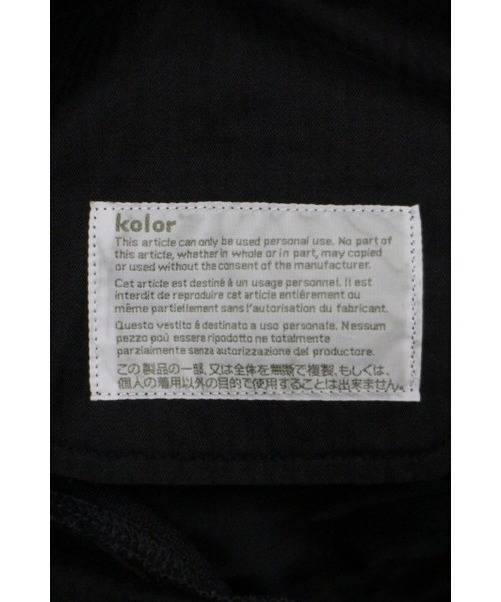 kolor
This article can only be used personal use. No part of
this article, whether in whole or in part, may copied
or used without the consent of the manufacturer.
Cet article est destiné à un usage personnel. Il est
interdit de reproduire cet article entiérement ou
même partiellement sans l'autorisation du fabricant.
Questo vestito é destinato a uso personale. Nessum
pezzo puó essere ripodotto ne totalmente
parzialmente senza autorizzazione del productore.
この製品の一部、又は全体を無断で複製、もしくは、
個人の着用以外の目的で使用することは出来ません。